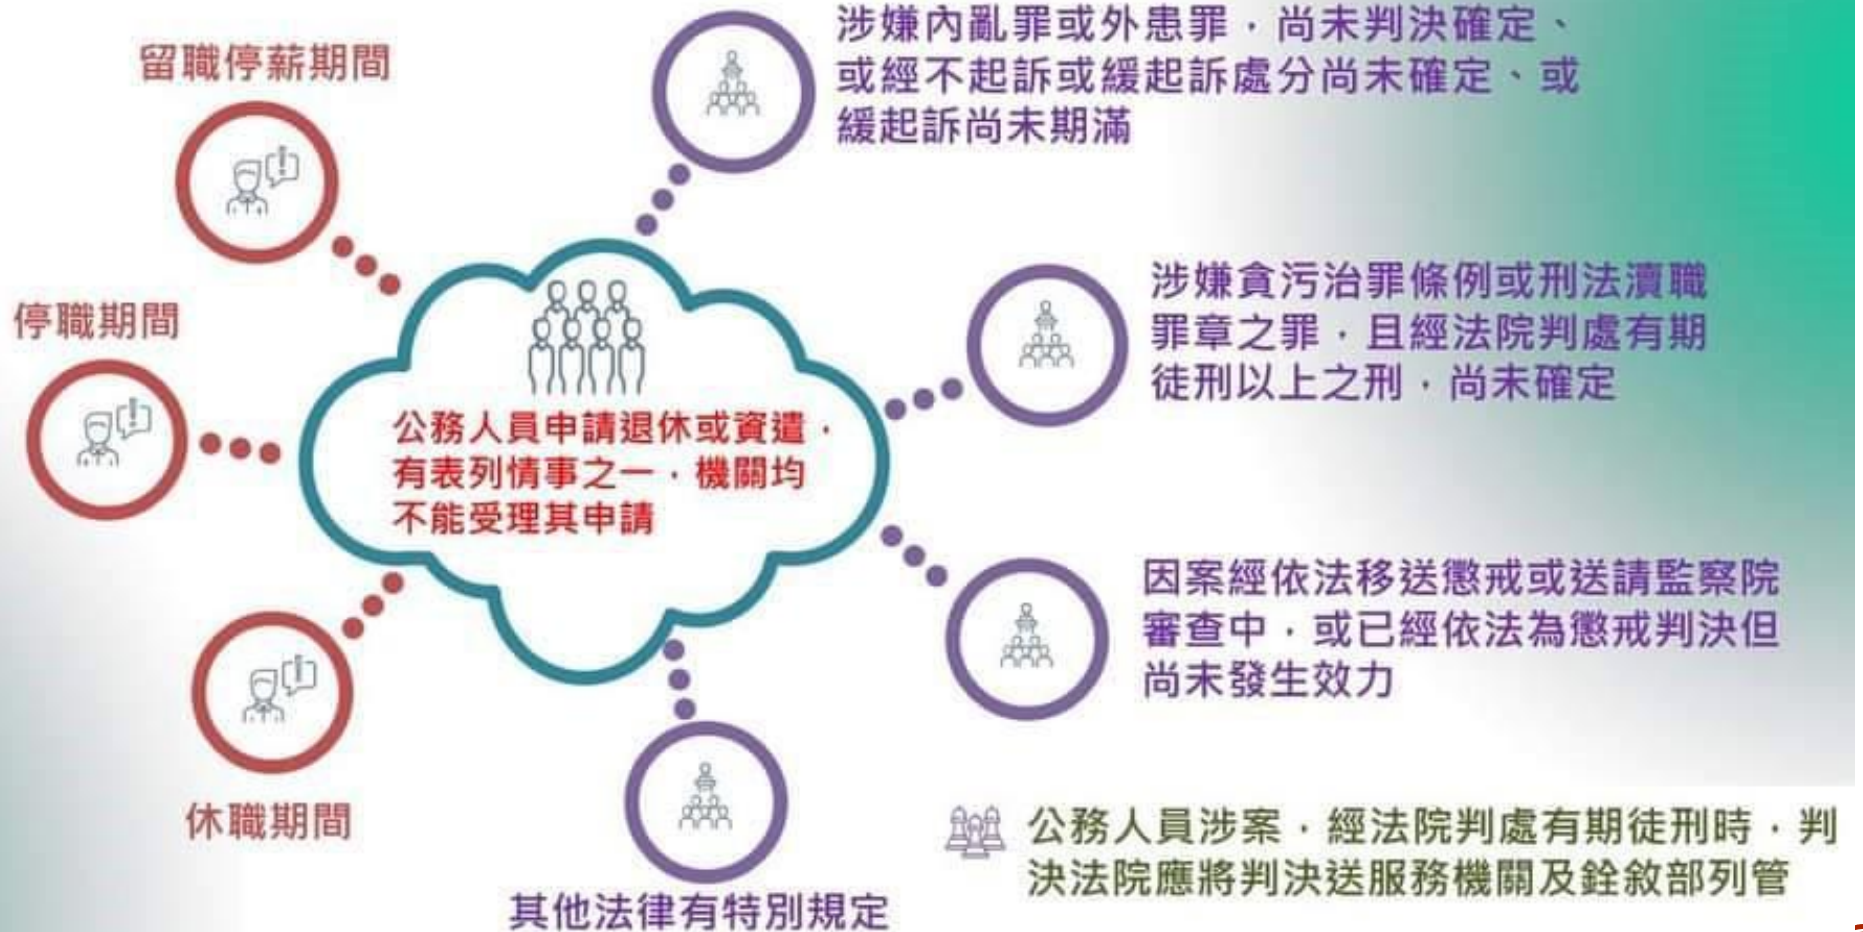 留職停薪期間
停職期間
休職期間
公務人員申請退休或資遣，
有表列情事之一，機關均
不能受理其申請
涉嫌內亂罪或外患罪，尚未判決確定、
或經不起訴或緩起訴處分尚未確定、或
緩起訴尚未期滿
涉嫌貪污治罪條例或刑法瀆職
罪章之罪，且經法院判處有期
徒刑以上之刑，尚未確定
因案經依法移送懲戒或送請監察院
審查中，或已經依法為懲戒判決但
尚未發生效力
其他法律有特別規定
公務人員涉案，經法院判處有期徒刑時，判
決法院應將判決送服務機關及銓敘部列管